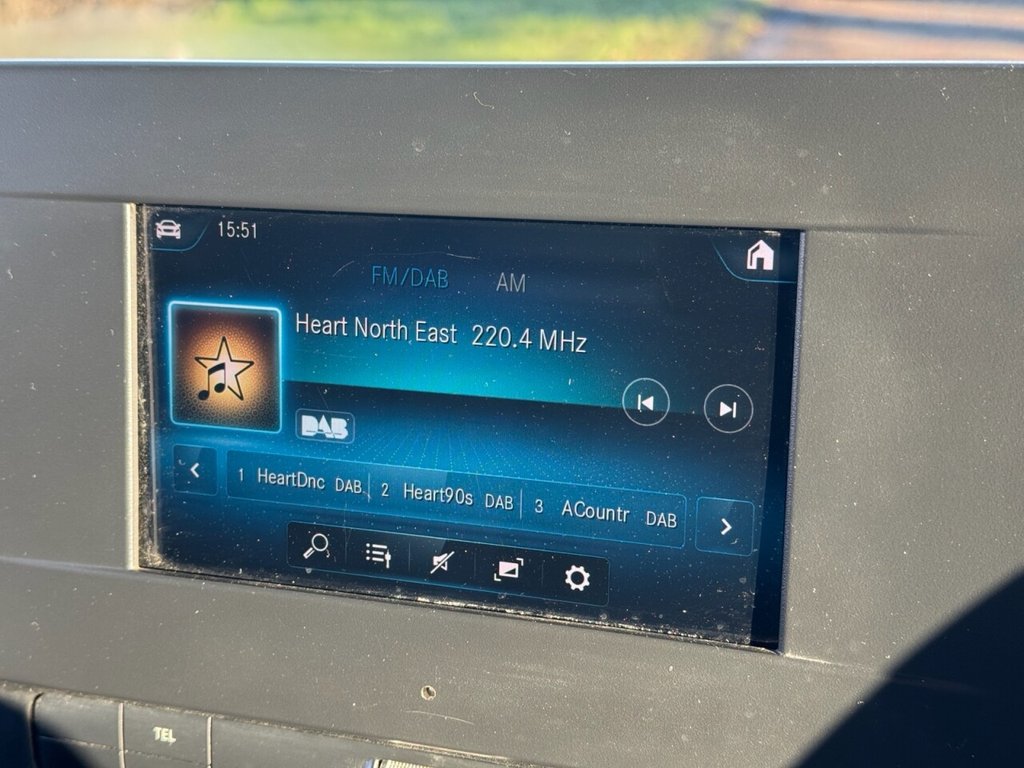 15:51
FM/DAB AM
Heart North East 220.4 MHz
DAB
1 HeartDnc DAB 2 Heart90s DAB 3 ACountr DAB
TEL